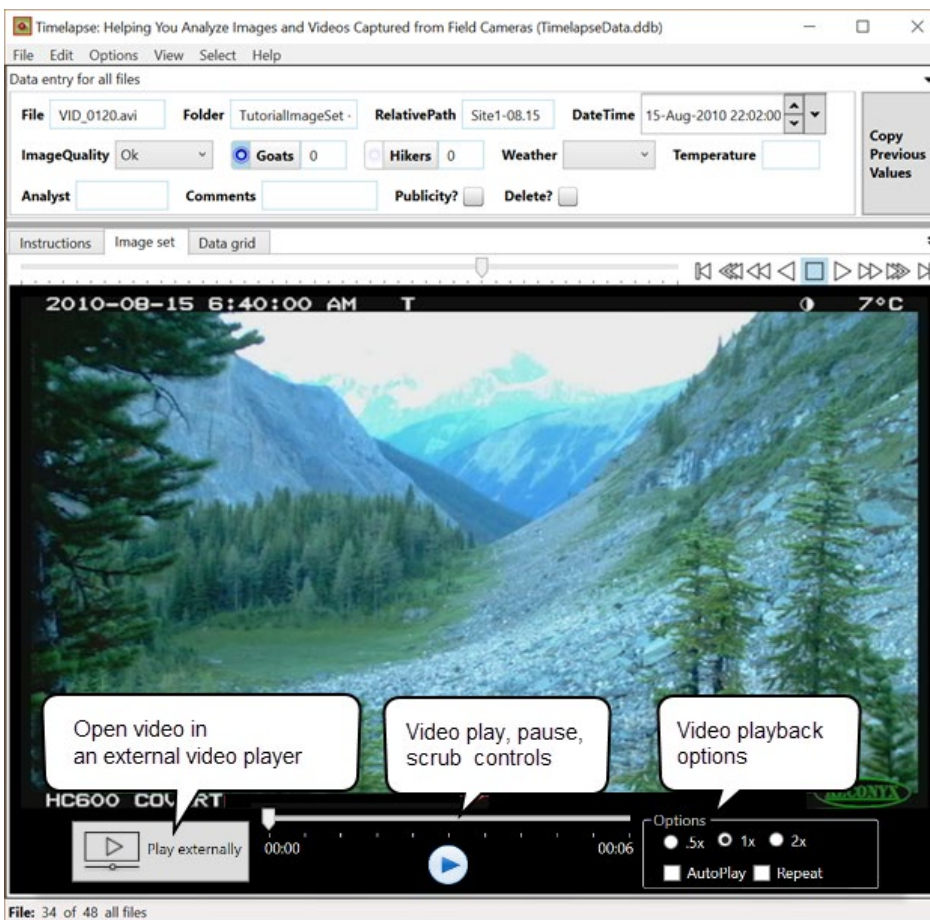 Timelapse: Helping You Analyze Images and Videos Captured from Field Cameras (TimelapseData.ddb)
File Edit Options View Select Help
Data entry for all files
File VID_0120.avi Folder TutorialImageSet - RelativePath Site1-08.15 DateTime 15-Aug-2010 22:02:00
Copy
Previous
Values
ImageQuality Ok Goats 0 Hikers 0 Weather Temperature
Analyst Comments Publicity? Delete?
Instructions Image set Data grid
2010-08-15 6:40:00 AM T 7°C
Open video in
an external video player
Video play, pause,
scrub controls
Video playback
options
HC600 COVERT
Play externally
00:00 00:06
Options
.5x 1x 2x
AutoPlay Repeat
File: 34 of 48 all files